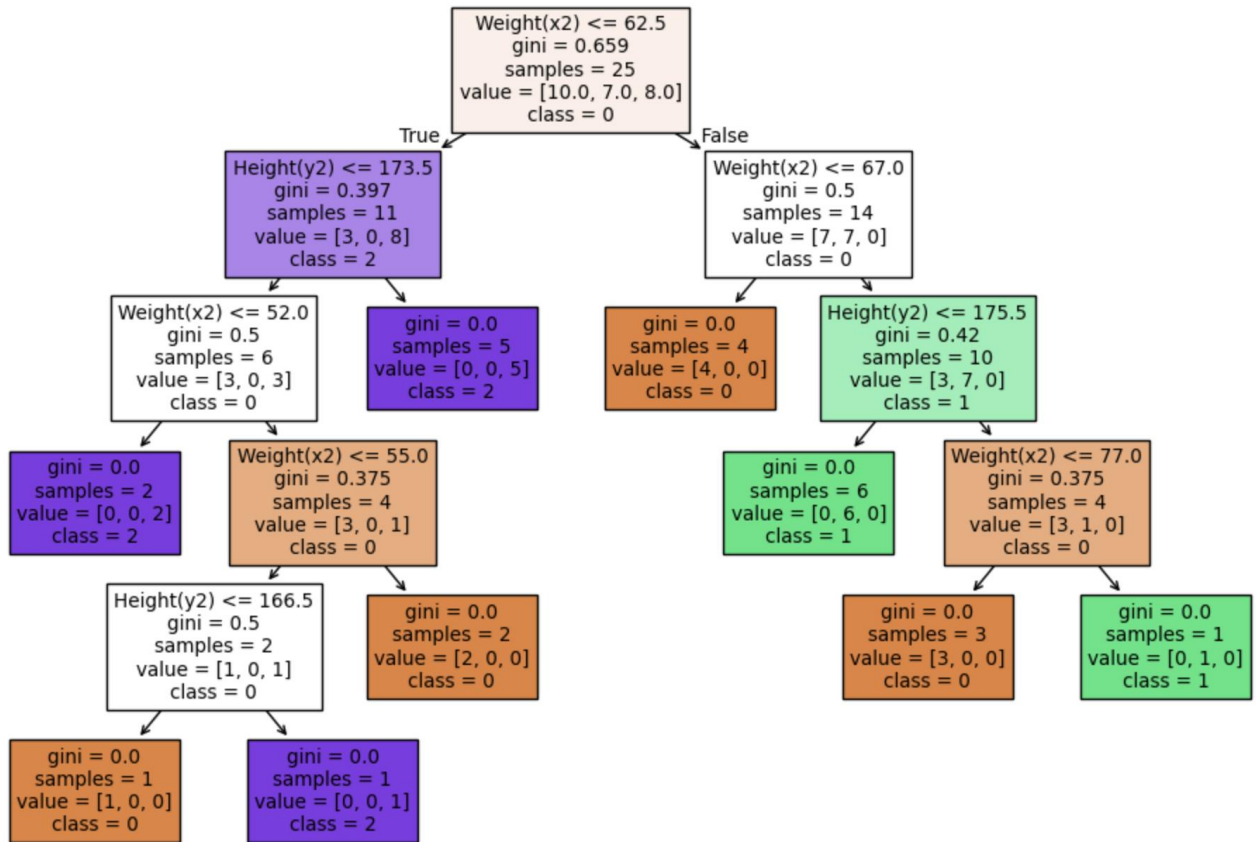 Weight(x2) <= 62.5
gini = 0.659
samples = 25
value = [10.0, 7.0, 8.0]
class = 0
True
False
Height(y2) <= 173.5
gini = 0.397
samples = 11
value = [3, 0, 8]
class = 2
Weight(x2) <= 67.0
gini = 0.5
samples = 14
value = [7, 7, 0]
class = 0
Weight(x2) <= 52.0
gini = 0.5
samples = 6
value = [3, 0, 3]
class = 0
gini = 0.0
samples = 5
value = [0, 0, 5]
class = 2
gini = 0.0
samples = 4
value = [4, 0, 0]
class = 0
Height(y2) <= 175.5
gini = 0.42
samples = 10
value = [3, 7, 0]
class = 1
gini = 0.0
samples = 2
value = [0, 0, 2]
class = 2
Weight(x2) <= 55.0
gini = 0.375
samples = 4
value = [3, 0, 1]
class = 0
gini = 0.0
samples = 6
value = [0, 6, 0]
class = 1
Weight(x2) <= 77.0
gini = 0.375
samples = 4
value = [3, 1, 0]
class = 0
Height(y2) <= 166.5
gini = 0.5
samples = 2
value = [1, 0, 1]
class = 0
gini = 0.0
samples = 2
value = [2, 0, 0]
class = 0
gini = 0.0
samples = 3
value = [3, 0, 0]
class = 0
gini = 0.0
samples = 1
value = [0, 1, 0]
class = 1
gini = 0.0
samples = 1
value = [1, 0, 0]
class = 0
gini = 0.0
samples = 1
value = [0, 0, 1]
class = 2